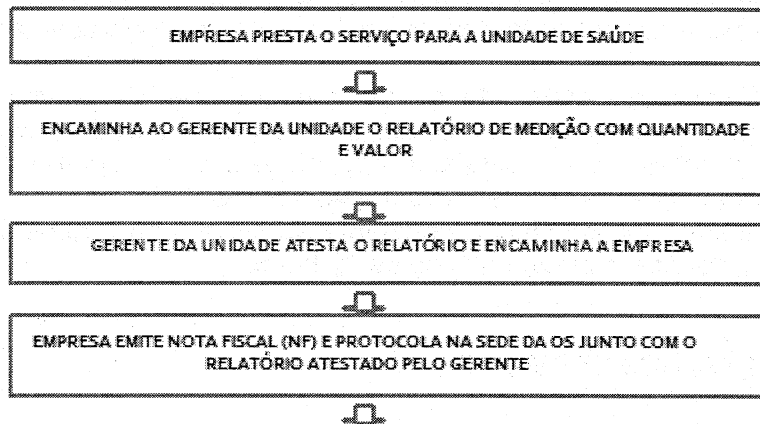 EMPRESA PRESTA O SERVIÇO PARA A UNIDADE DE SAÚDE
ENCAMINHA AO GERENTE DA UNIDADE O RELATÓRIO DE MEDIÇÃO COM QUANTIDADE
E VALOR
GERENTE DA UNIDADE ATESTA O RELATÓRIO E ENCAMINHA A EMPRESA
EMPRESA EMITE NOTA FISCAL (NF) E PROTOCOLA NA SEDE DA OS JUNTO COM O
RELATÓRIO ATESTADO PELO GERENTE